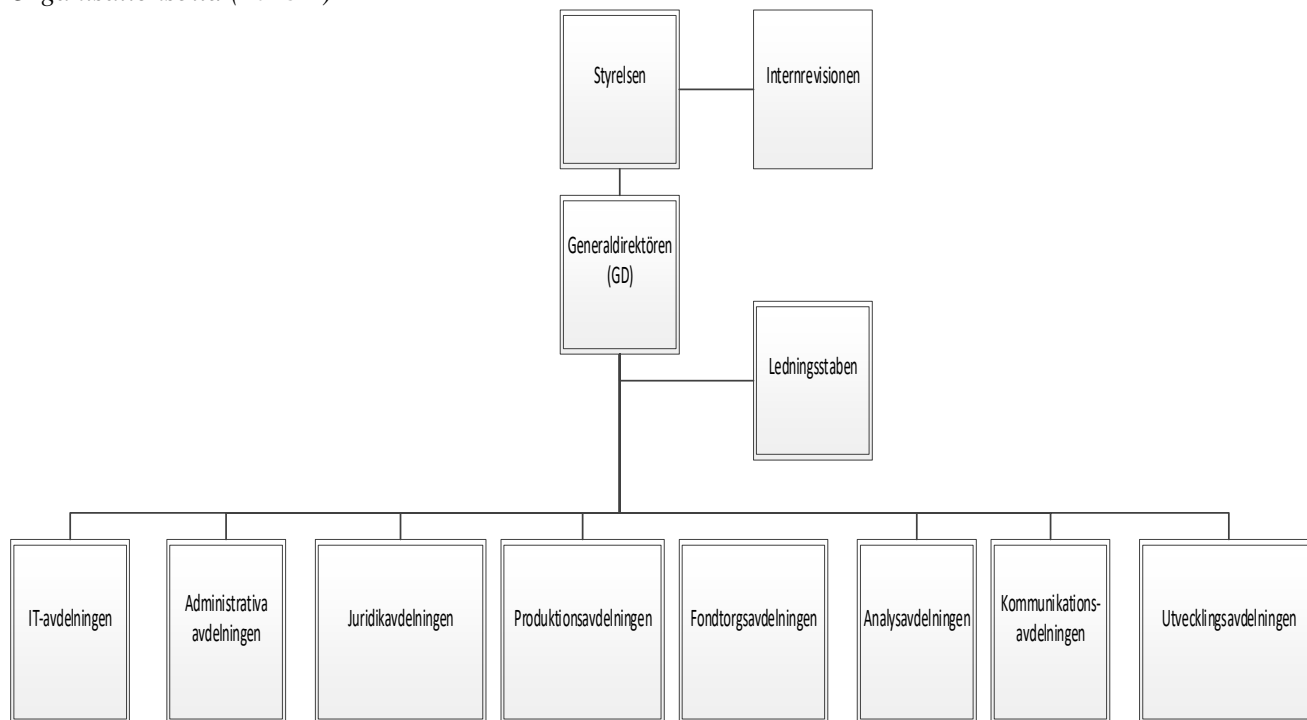 Styrelsen
Internrevisionen
Generaldirektören
(GD)
Ledningsstaben
IT-avdelningen
Administrativa
avdelningen
Juridikavdelningen
Produktionsavdelningen
Fondtorgsavdelningen
Analysavdelningen
Kommunikations-
avdelningen
Utvecklingsavdelningen